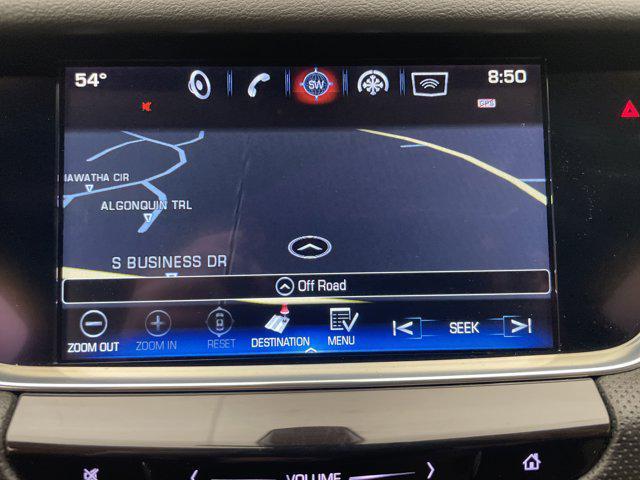 54° SW 8:50
GPS
IAWATHA CIR
ALGONQUIN TRL
S BUSINESS DR
Off Road
ZOOM OUT ZOOM IN RESET DESTINATION MENU SEEK
VOLUME